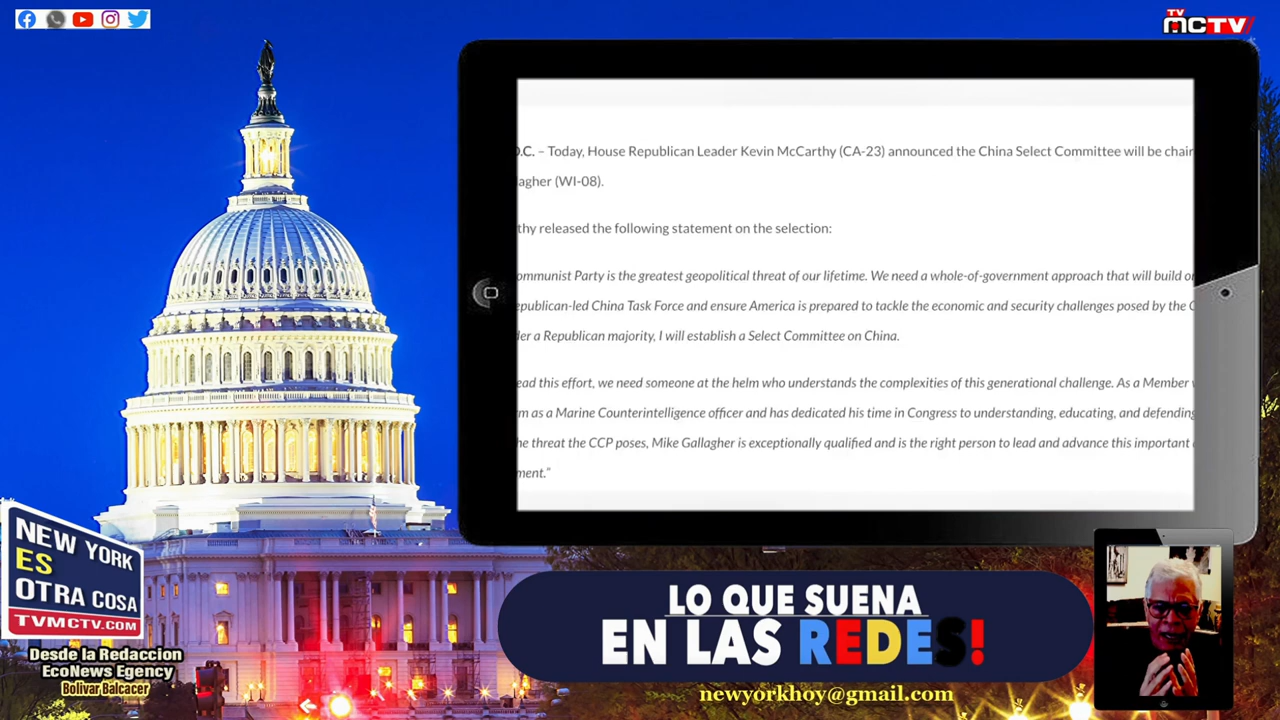 TV
MCTV
D.C. – Today, House Republican Leader Kevin McCarthy (CA-23) announced the China Select Committee will be chair
lagher (WI-08).
thy released the following statement on the selection:
ommunist Party is the greatest geopolitical threat of our lifetime. We need a whole-of-government approach that will build
epublican-led China Task Force and ensure America is prepared to tackle the economic and security challenges posed by the
der a Republican majority, I will establish a Select Committee on China.
ead this effort, we need someone at the helm who understands the complexities of this generational challenge. As a Member
m as a Marine Counterintelligence officer and has dedicated his time in Congress to understanding, educating, and defending
he threat the CCP poses, Mike Gallagher is exceptionally qualified and is the right person to lead and advance this important
ment.”
NEW YORK
ES
OTRA COSA
TVMCTV.COM
Desde la Redaccion
EcoNews Egency
Bolivar Balcacer
LO QUE SUENA
EN LAS REDES!
newyorkhoy@gmail.com